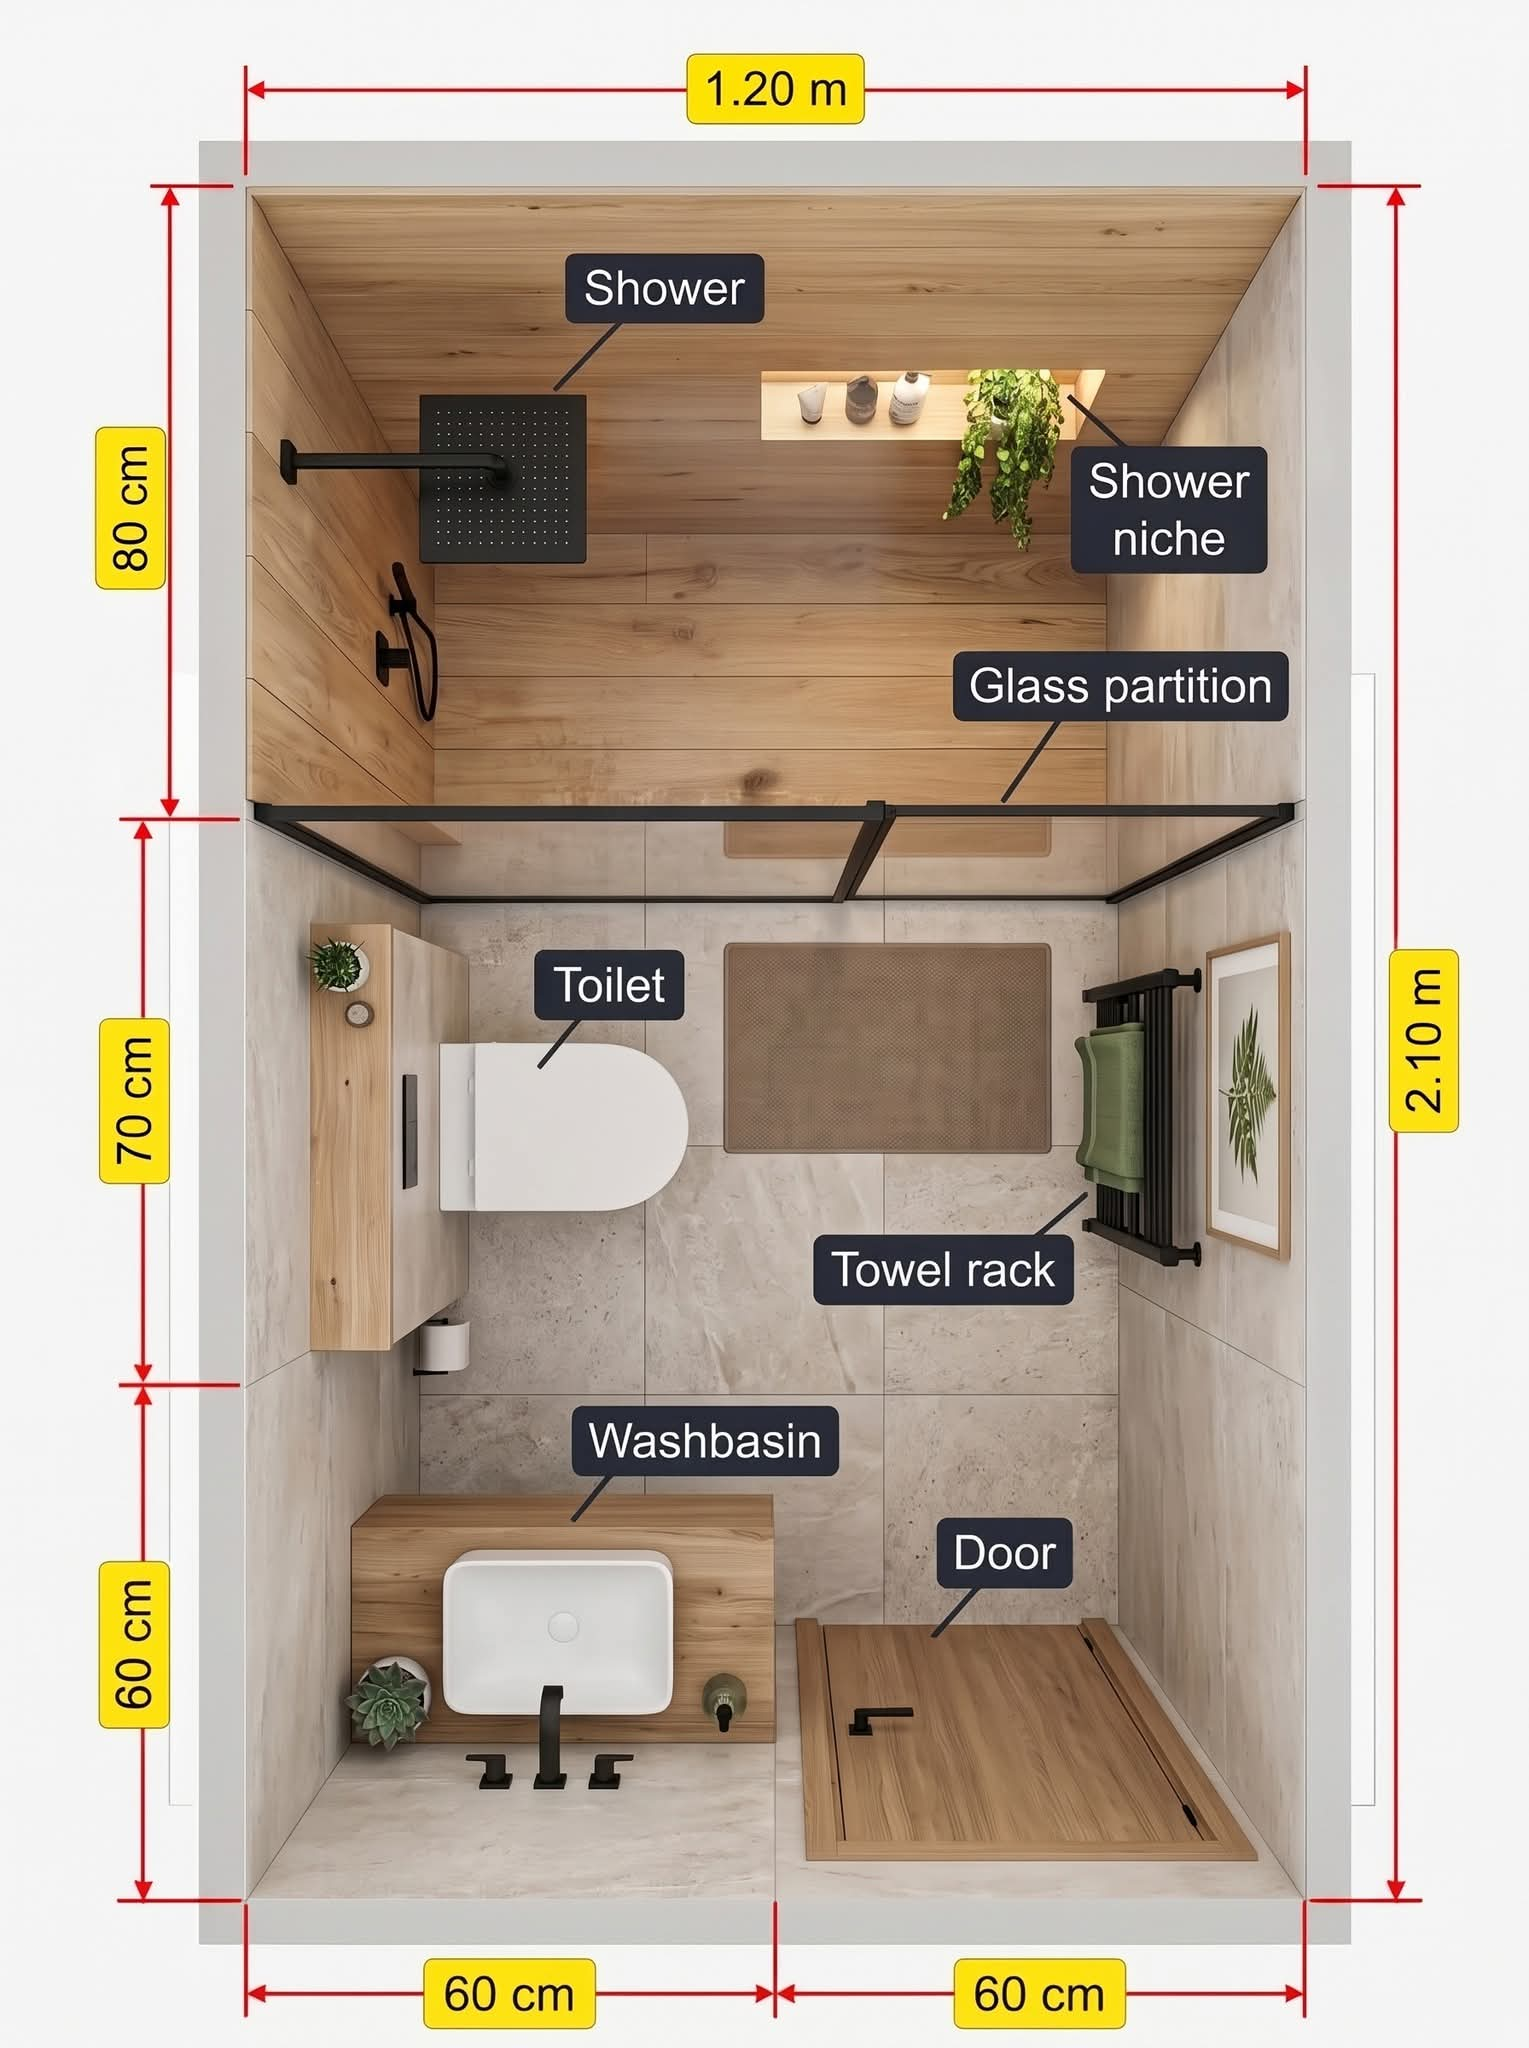 1.20 m
Shower
80 cm
Shower
niche
Glass partition
Toilet
70 cm
2.10 m
Towel rack
Washbasin
Door
60 cm
60 cm
60 cm